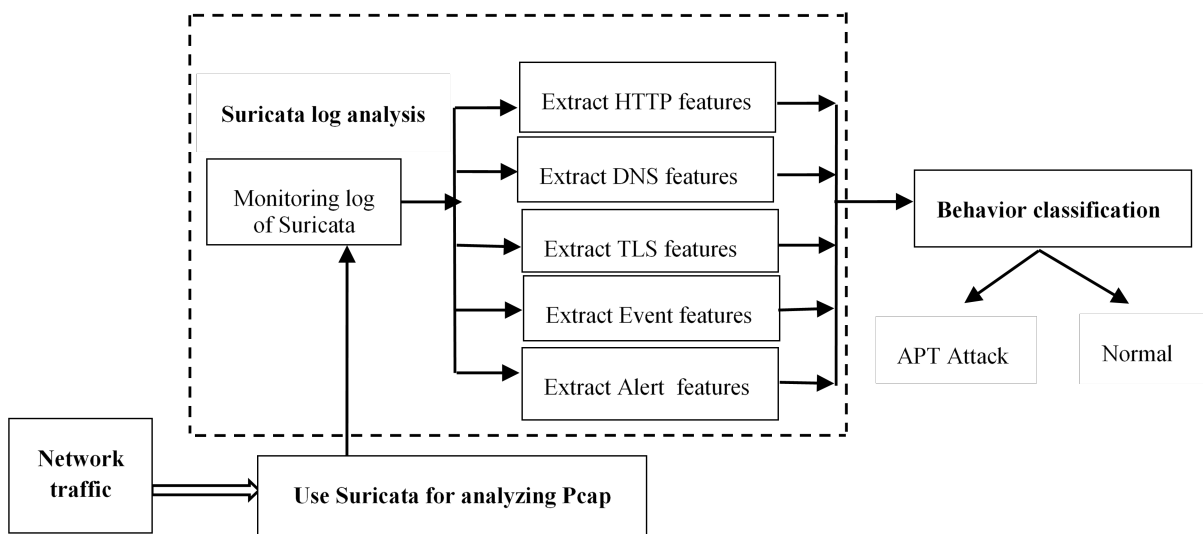 Suricata log analysis
Monitoring log
of Suricata
Extract HTTP features
Extract DNS features
Extract TLS features
Extract Event features
Extract Alert features
Behavior classification
APT Attack
Normal
Network
traffic
Use Suricata for analyzing Pcap